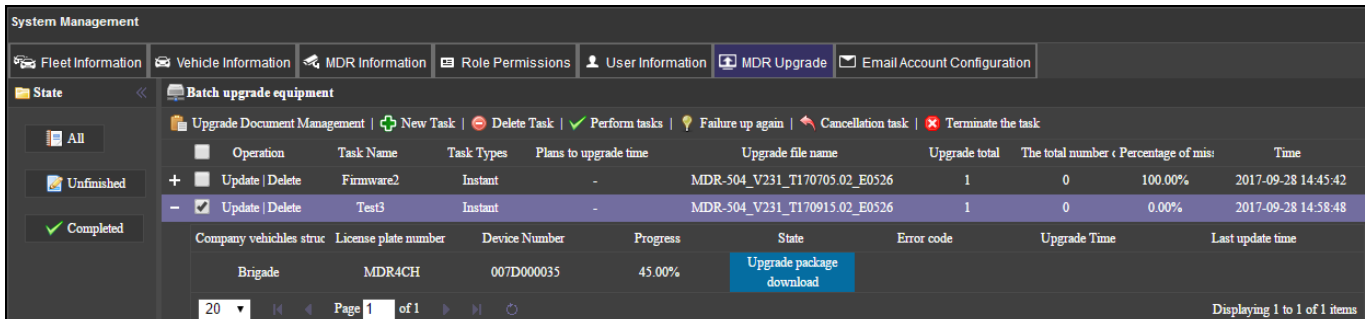 System Management
Fleet Information Vehicle Information MDR Information Role Permissions User Information MDR Upgrade Email Account Configuration
State Batch upgrade equipment
Upgrade Document Management | New Task | Delete Task | Perform tasks | Failure up again | Cancellation task | Terminate the task
All
Operation Task Name Task Types Plans to upgrade time Upgrade file name Upgrade total The total number Percentage of miss Time
Unfinished
Update | Delete Firmware2 Instant - MDR-504_V231_T170705.02_E0526 1 0 100.00% 2017-09-28 14:45:42
Update | Delete Test3 Instant - MDR-504_V231_T170915.02_E0526 1 0 0.00% 2017-09-28 14:58:48
Completed
Company vehichles struc License plate number Device Number Progress State Error code Upgrade Time Last update time
Brigade MDR4CH 007D000035 45.00% Upgrade package
download
20 Page 1 of 1 Displaying 1 to 1 of 1 items